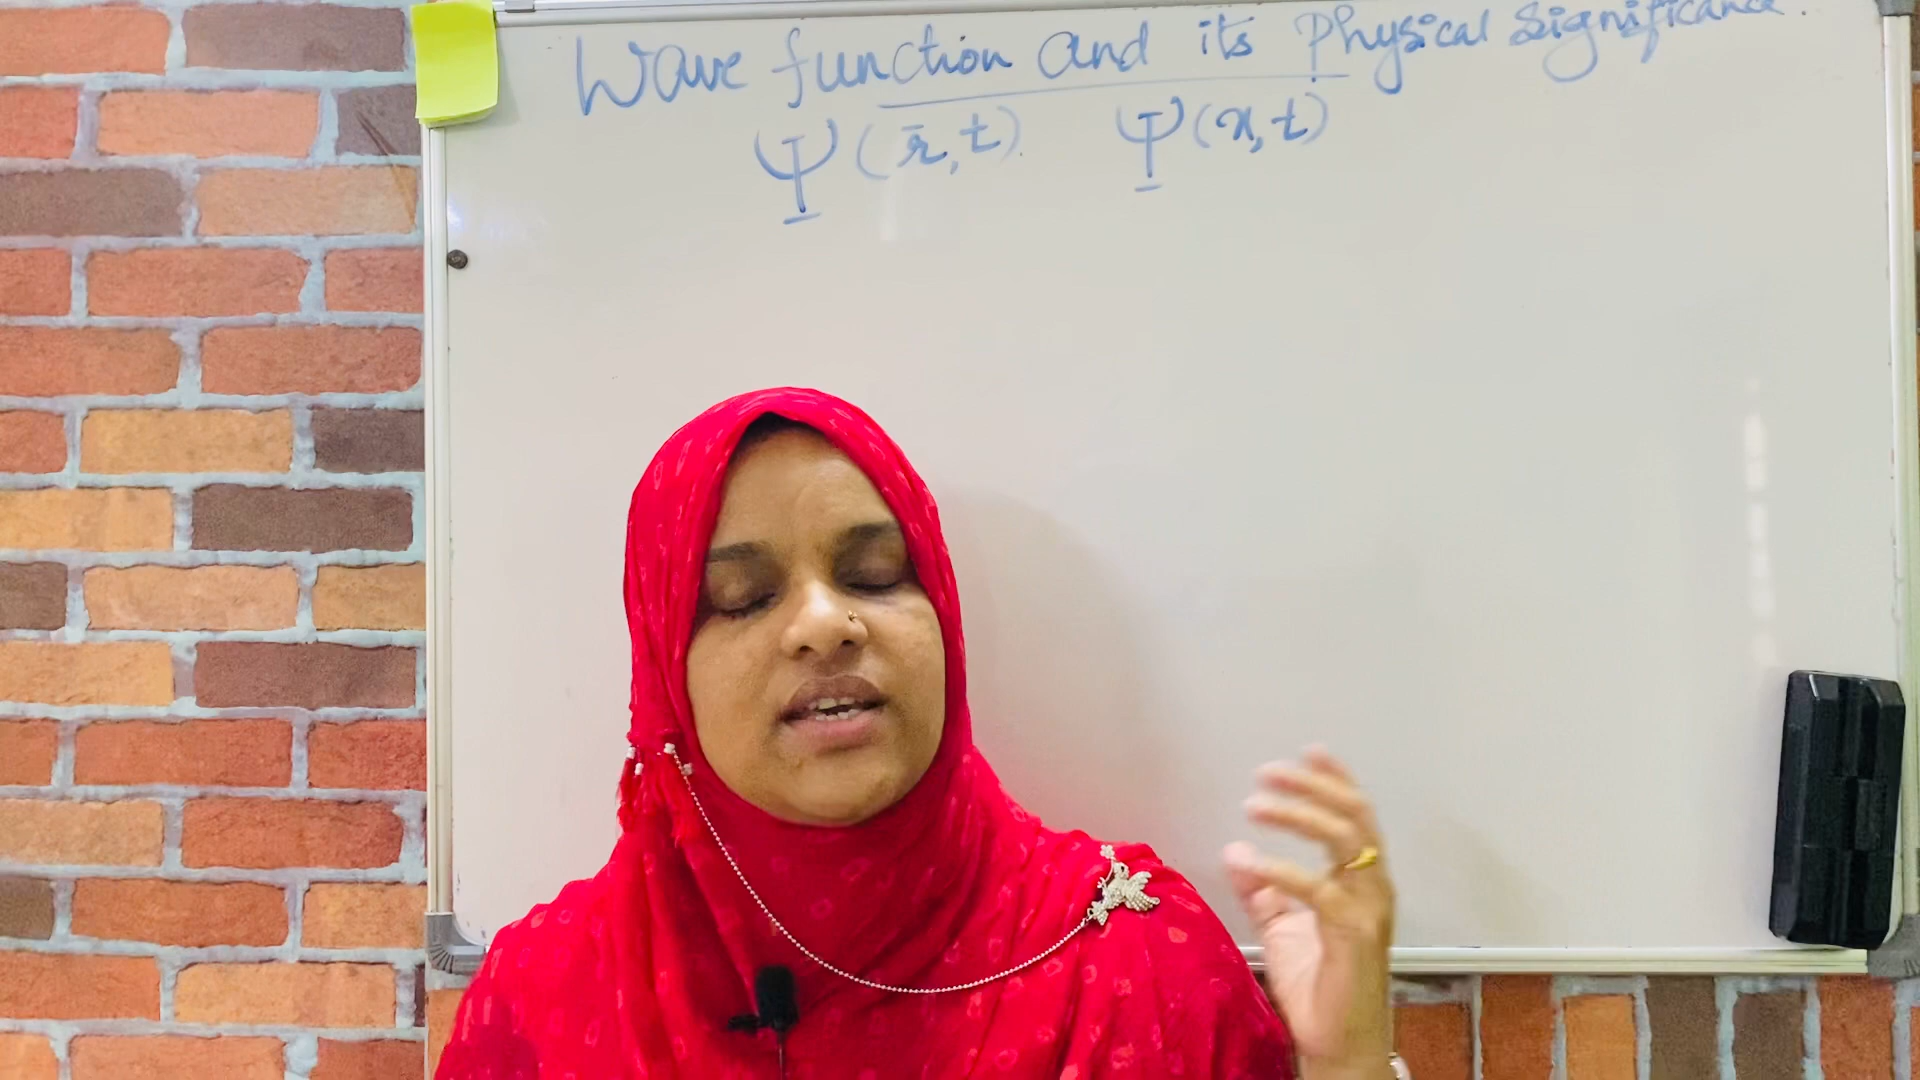 Wave function and its Physical Significance.
Ψ(r̄,t) Ψ(x,t)